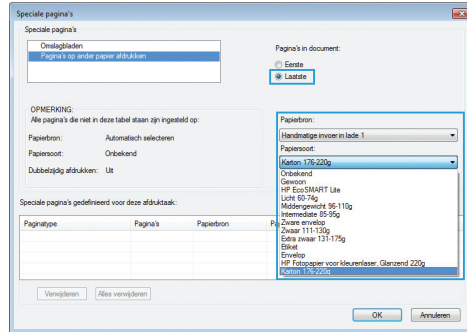 Speciale pagina's
Speciale pagina's
Omslagbladen
Pagina's op ander papier afdrukken
Pagina's in document:
Eerste
Laatste
OPMERKING:
Alle pagina's die niet in deze tabel staan zijn ingesteld op:
Papierbron: Automatisch selecteren
Papiersoort: Onbekend
Dubbelzijdig afdrukken: Uit
Papierbron:
Handmatige invoer in lade 1
Papiersoort:
Karton 176-220g
Onbekend
Gewoon
HP EcoSMART Lite
Licht 60-74g
Middengewicht 96-110g
Intermediate 85-95g
Zware envelop
Zwaar 111-130g
Extra zwaar 131-175g
Etiket
Envelop
HP Fotopapier voor kleurenlaser, Glanzend 220g
Karton 176-220g
Speciale pagina's gedefinieerd voor deze afdruktaak:
Paginatype Pagina's Papierbron
Verwijderen Alles verwijderen
OK Annuleren